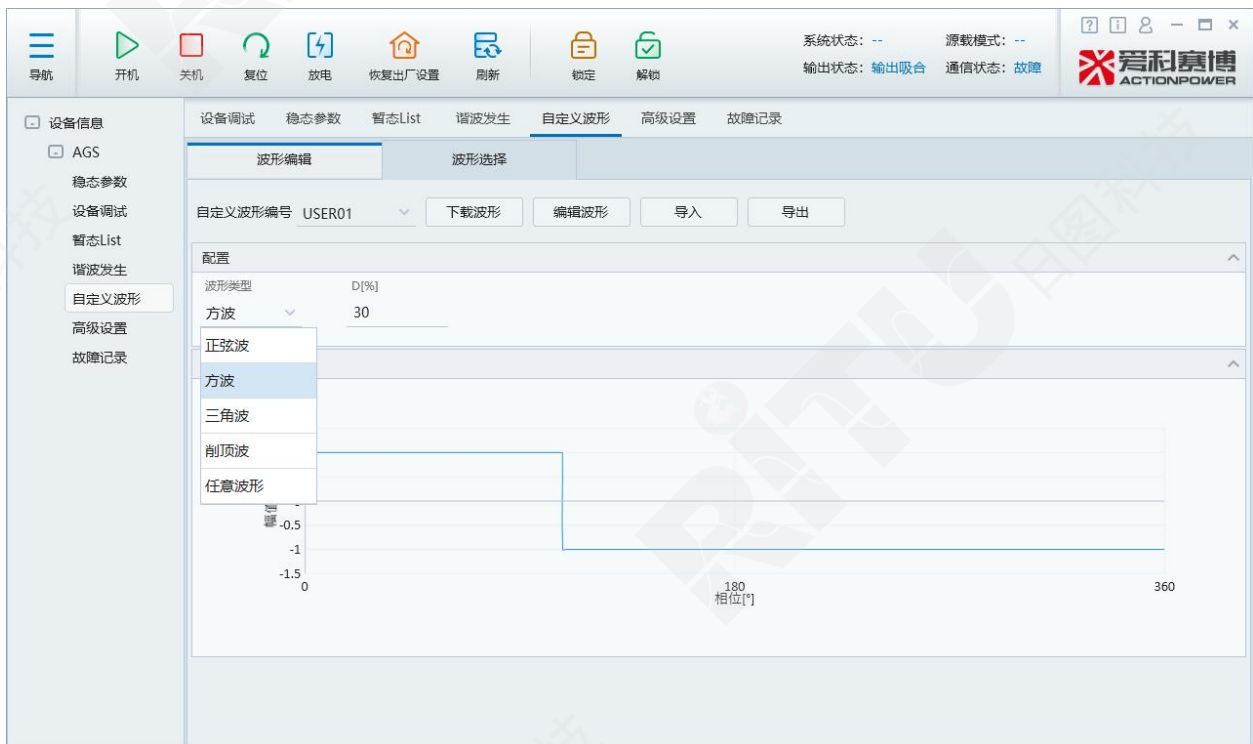 导航 开机 关机 复位 放电 恢复出厂设置 刷新 锁定 解锁
系统状态： -- 源载模式： --
输出状态：输出吸合 通信状态：故障
爱科赛博
ACTIONPOWER
设备信息
AGS
稳态参数
设备调试
暂态List
谐波发生
自定义波形
高级设置
故障记录
设备调试 稳态参数 暂态List 谐波发生 自定义波形 高级设置 故障记录
波形编辑 波形选择
自定义波形编号 USER01 下载波形 编辑波形 导入 导出
配置
波形类型 D[%]
方波 30
正弦波
方波
三角波
削顶波
任意波形
幅值
-0.5
-1
-1.5
0 180 360
相位[°]
RiTU
日图科技